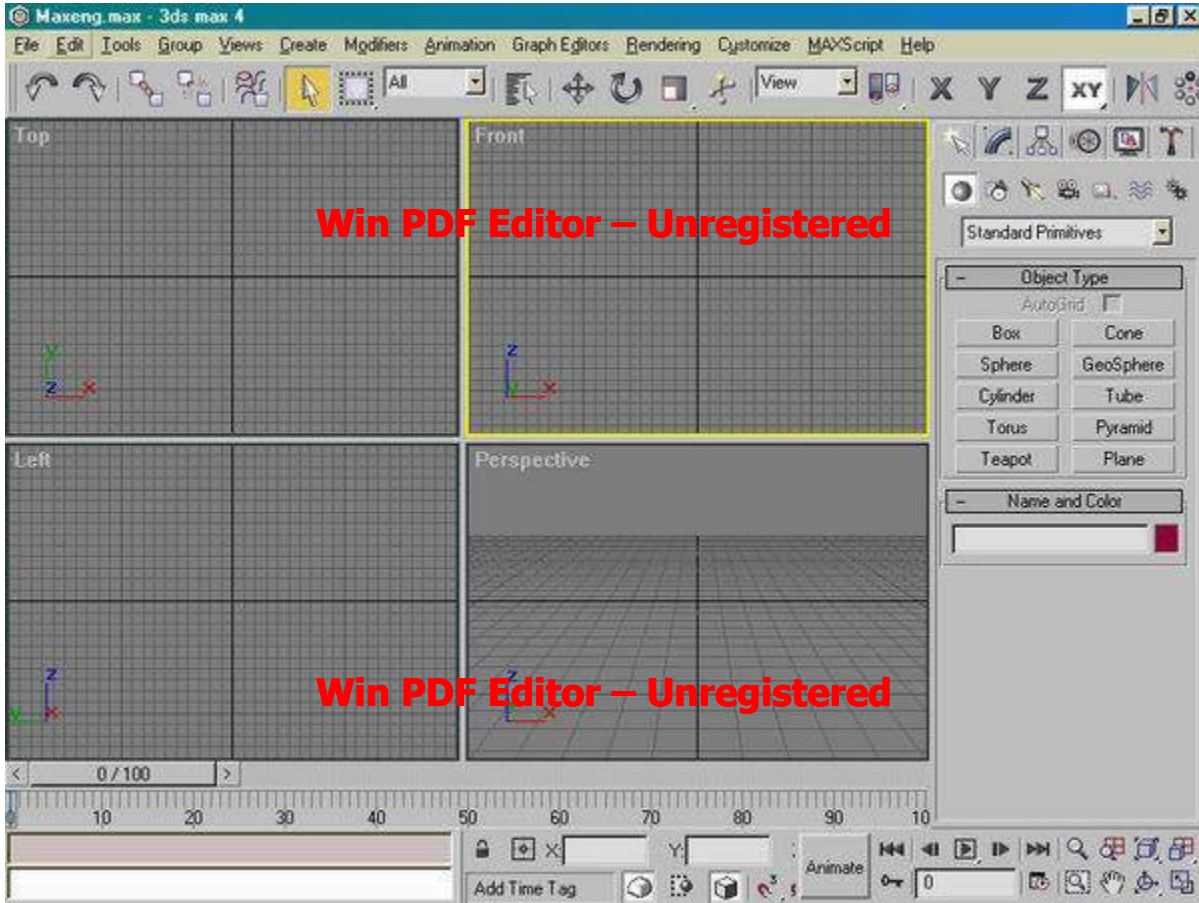 Maxeng.max - 3ds max 4
File Edit Tools Group Views Create Modifiers Animation Graph Editors Rendering Customize MAXScript Help
All View X Y Z XY
Top Front
Win PDF Editor – Unregistered
Standard Primitives
- Object Type
AutoGrid
Box Cone
Sphere GeoSphere
Cylinder Tube
Torus Pyramid
Teapot Plane
y z x
z y x
Left Perspective
- Name and Color
z z
y x x
Win PDF Editor – Unregistered
< 0 / 100 >
0 10 20 30 40 50 60 70 80 90 10
X: Y:
Animate
Add Time Tag 0